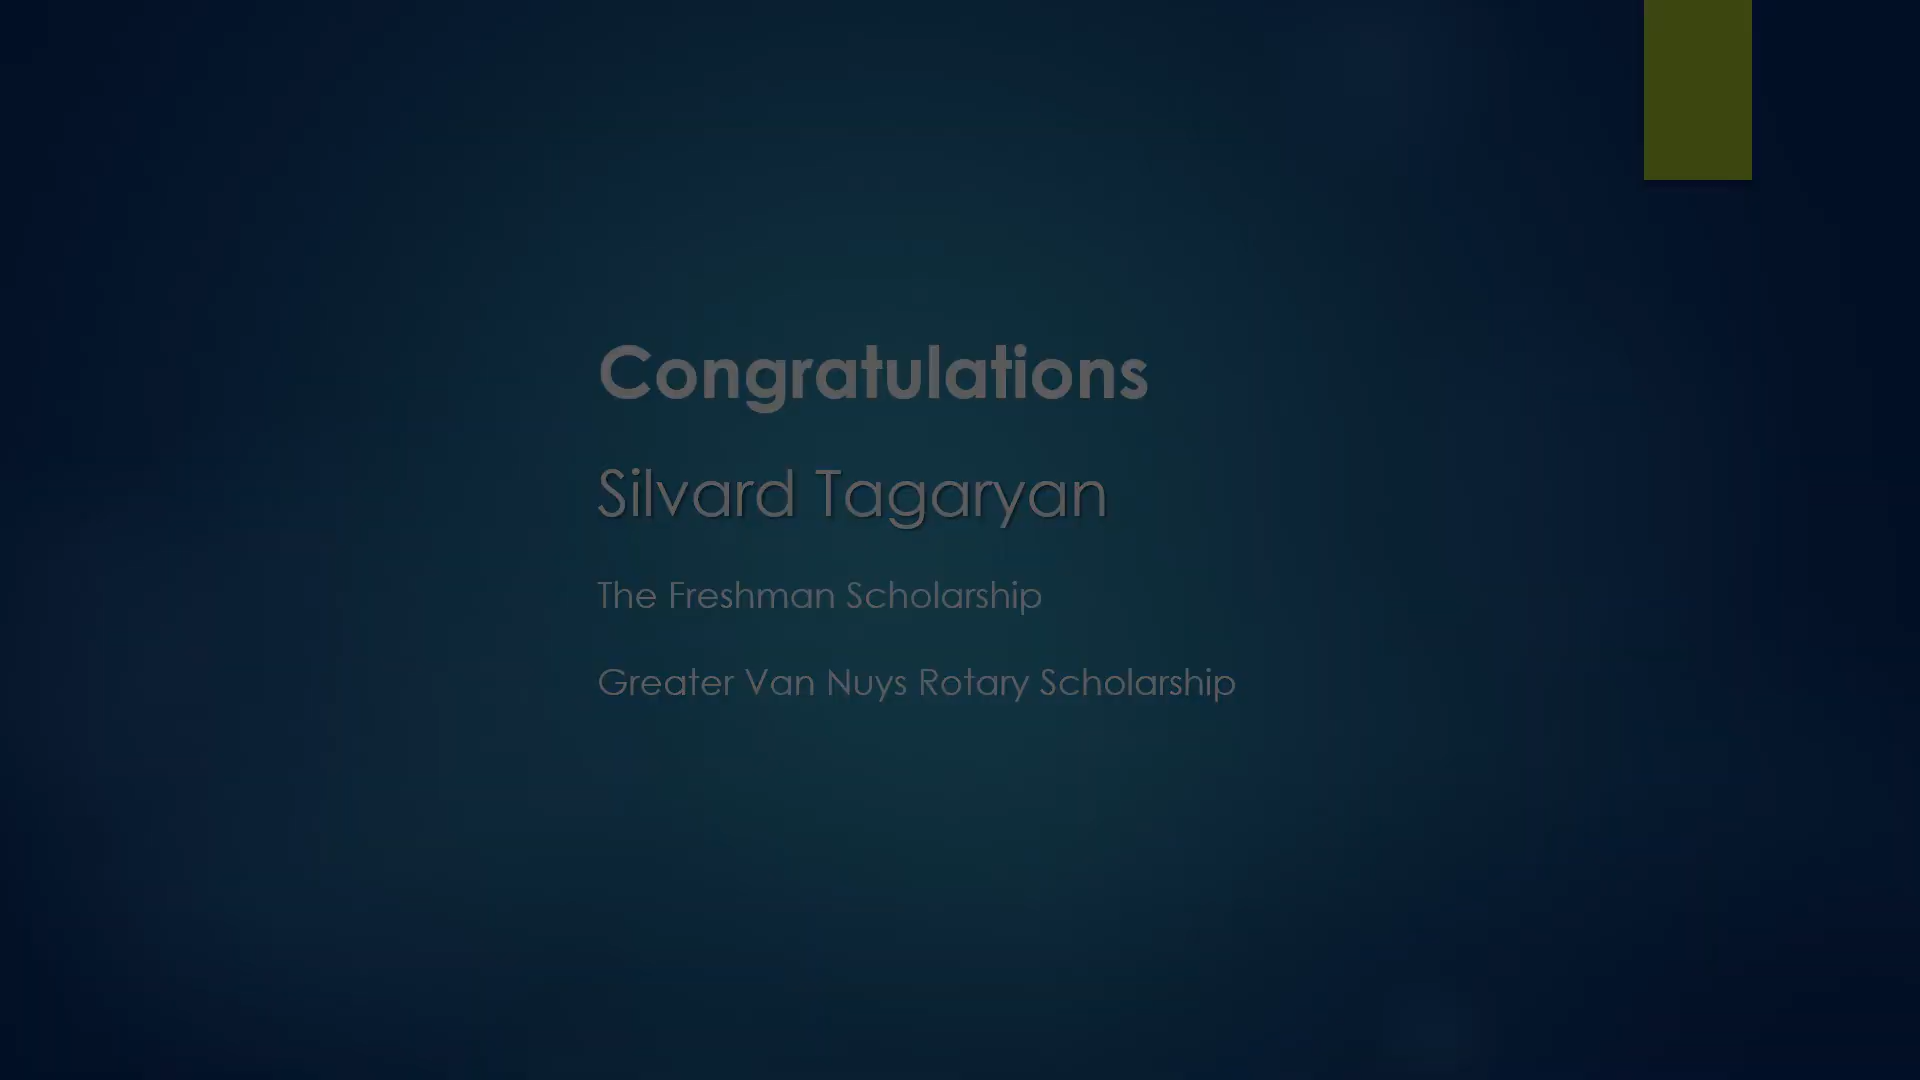 Congratulations
Silvard Tagaryan
The Freshman Scholarship
Greater Van Nuys Rotary Scholarship